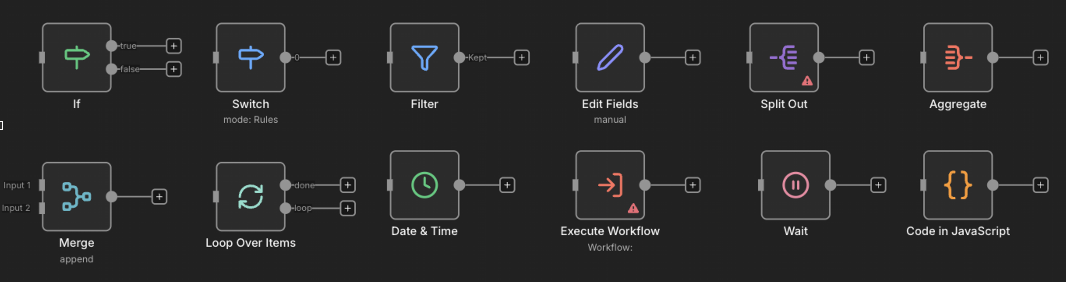 true
false
If
0
Switch
mode: Rules
Kept
Filter
Edit Fields
manual
Split Out
Aggregate
Input 1
Input 2
Merge
append
done
loop
Loop Over Items
Date & Time
Execute Workflow
Workflow:
Wait
Code in JavaScript